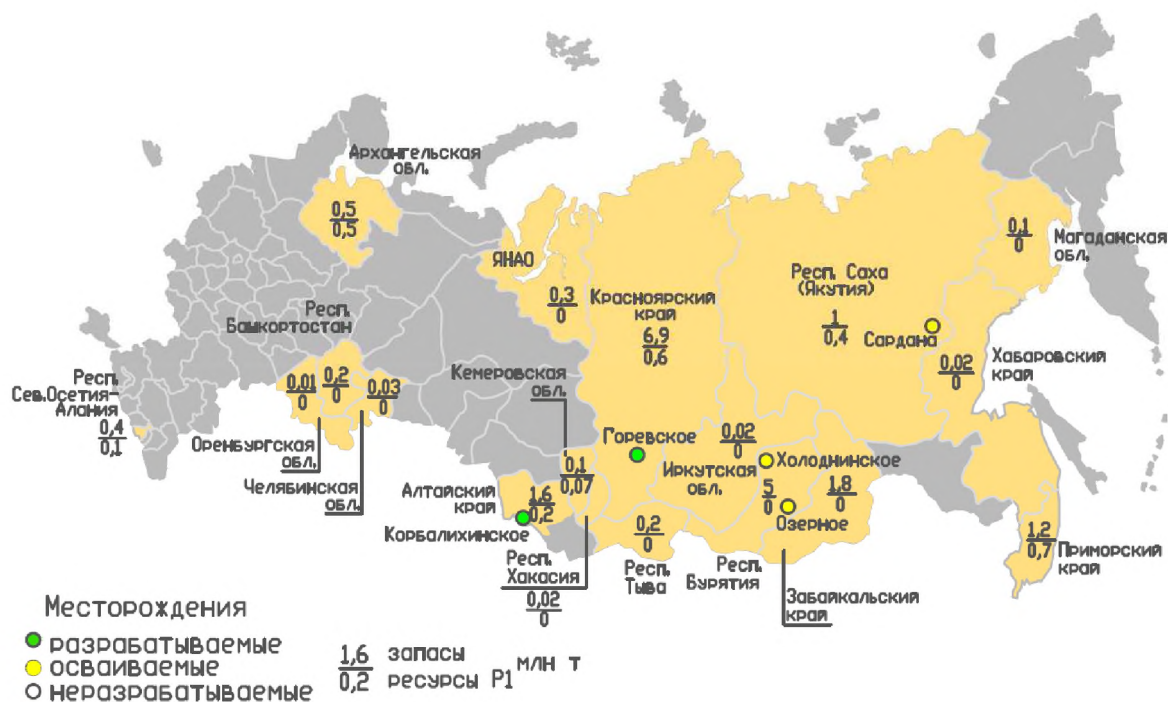 Архангельская
обл.
0,5
0,5
ЯНАО
0,3
0
Красноярский
край
6,9
0,6
Респ. Саха
(Якутия)
1
0,4
Сардана
0,1
0
Магаданская
обл.
Хабаровский
край
0,02
0
Респ.
Башкортостан
0,01
0
0,2
0
0,03
0
Респ.
Сев.Осетия-
Алания
0,4
0,1
Оренбургская
обл.
Челябинская
обл.
Кемеровская
обл.
0,1
0,07
Алтайский
край
1,6
0,2
Корбалихинское
Респ.
Хакасия
0,02
0
Горевское
0,02
0
Иркутская
обл.
Холоднинское
5
0
1,8
0
Озерное
0,2
0
Респ.
Тыва
Респ.
Бурятия
Забайкальский
край
1,2
0,7
Приморский
край
Месторождения
разрабатываемые
осваиваемые
неразрабатываемые
1,6 запасы
0,2 ресурсы Р1
млн т